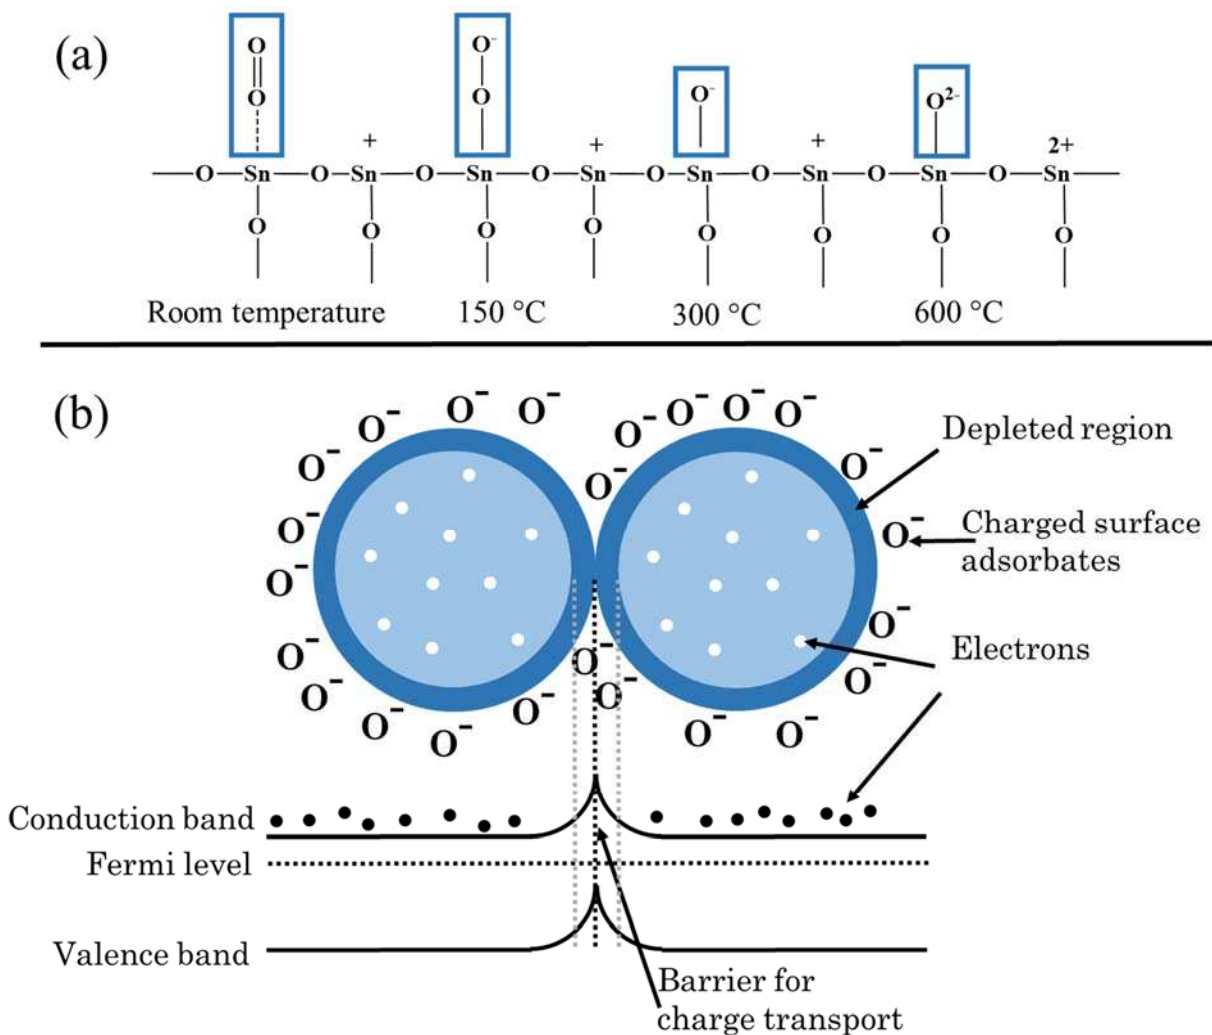 (a)
O O⁻
O O O⁻ O²⁻
+ + + 2+
O Sn O Sn O Sn O Sn O Sn O Sn O Sn O Sn
O O O O O O O O
Room temperature 150 °C 300 °C 600 °C
(b)
O⁻ O⁻ O⁻ O⁻ O⁻ O⁻
O⁻ O⁻
O⁻ O⁻ O⁻
O⁻ O⁻
O⁻
O⁻ O⁻
O⁻ O⁻ O⁻
O⁻ O⁻ O⁻
O⁻ O⁻ O⁻ O⁻
Depleted region
Charged surface
adsorbates
Electrons
Conduction band
Fermi level
Valence band
Barrier for
charge transport